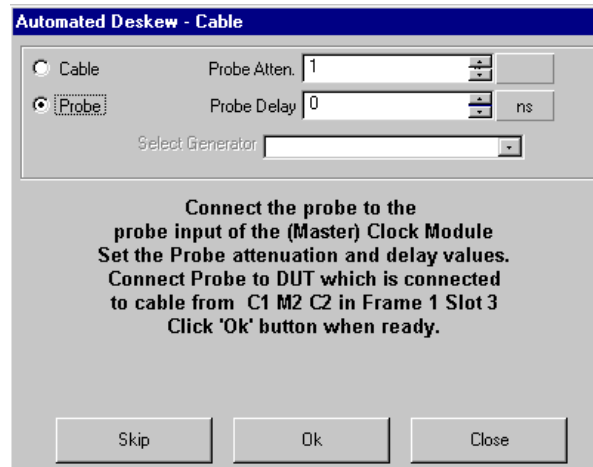 Automated Deskew - Cable
Cable Probe Atten. 1
Probe Probe Delay 0 ns
Select Generator
Connect the probe to the
probe input of the (Master) Clock Module
Set the Probe attenuation and delay values.
Connect Probe to DUT which is connected
to cable from C1 M2 C2 in Frame 1 Slot 3
Click 'Ok' button when ready.
Skip Ok Close